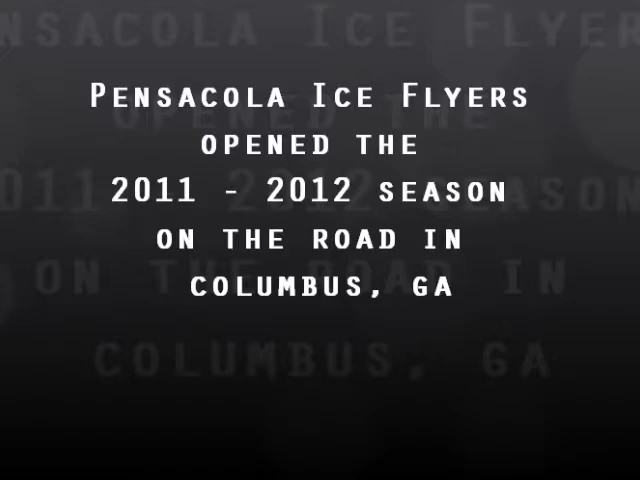 Pensacola Ice Flyers
opened the
2011 - 2012 season
on the road in
columbus, ga